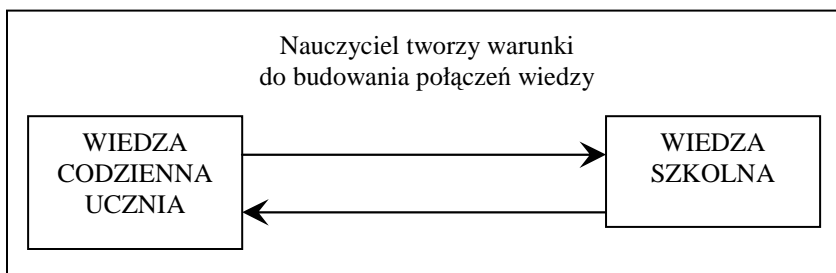 Nauczyciel tworzy warunki
do budowania połączeń wiedzy
WIEDZA
CODZIENNA
UCZNIA
WIEDZA
SZKOLNA